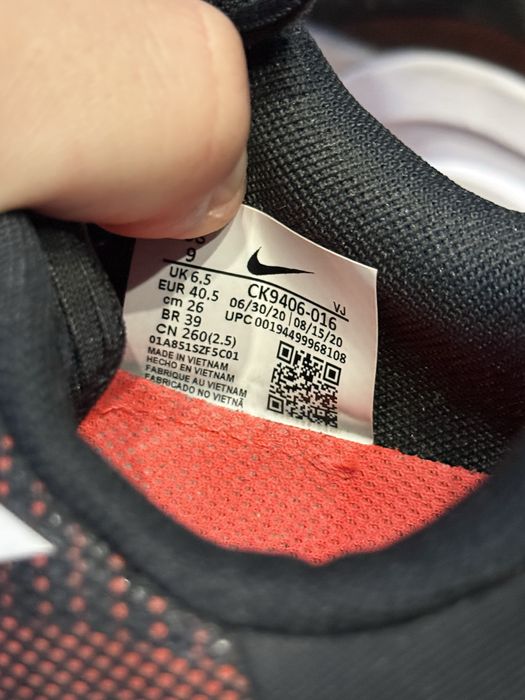 9
UK 6.5
EUR 40.5
cm 26
BR 39
CN 260(2.5)
01A851SZF5C01
MADE IN VIETNAM
HECHO EN VIETNAM
FABRIQUE AU VIETNAM
FABRICADO NO VIETNÃ
CK9406-016 VJ
06/30/20 | 08/15/20
UPC 00194499968108